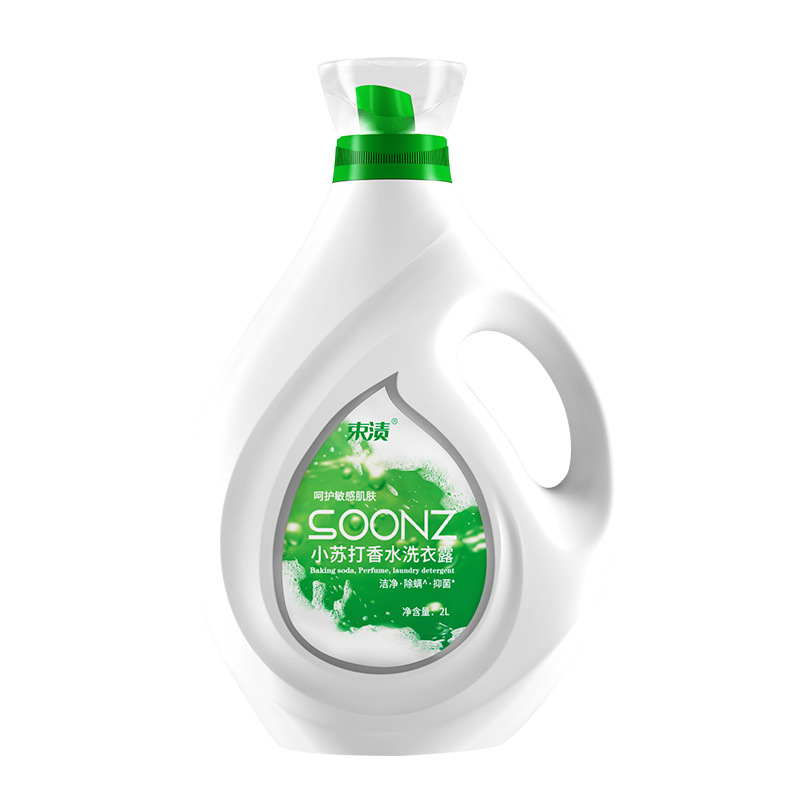 束渍®
呵护敏感肌肤
SOONZ
小苏打香水洗衣露
Baking soda, Perfume, laundry detergent
洁净·除螨^·抑菌*
净含量：2L